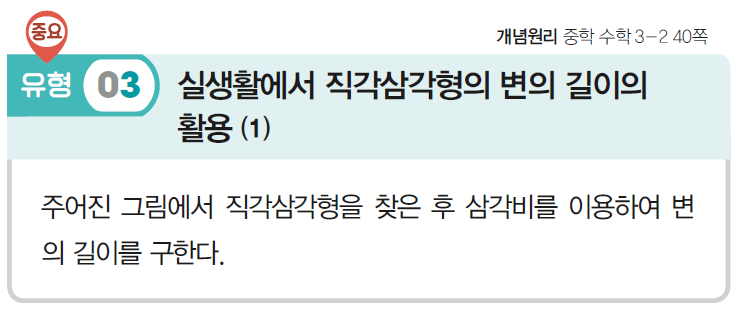 중요
개념원리 중학 수학 3-2 40쪽
유형 03 실생활에서 직각삼각형의 변의 길이의
활용 (1)
주어진 그림에서 직각삼각형을 찾은 후 삼각비를 이용하여 변
의 길이를 구한다.